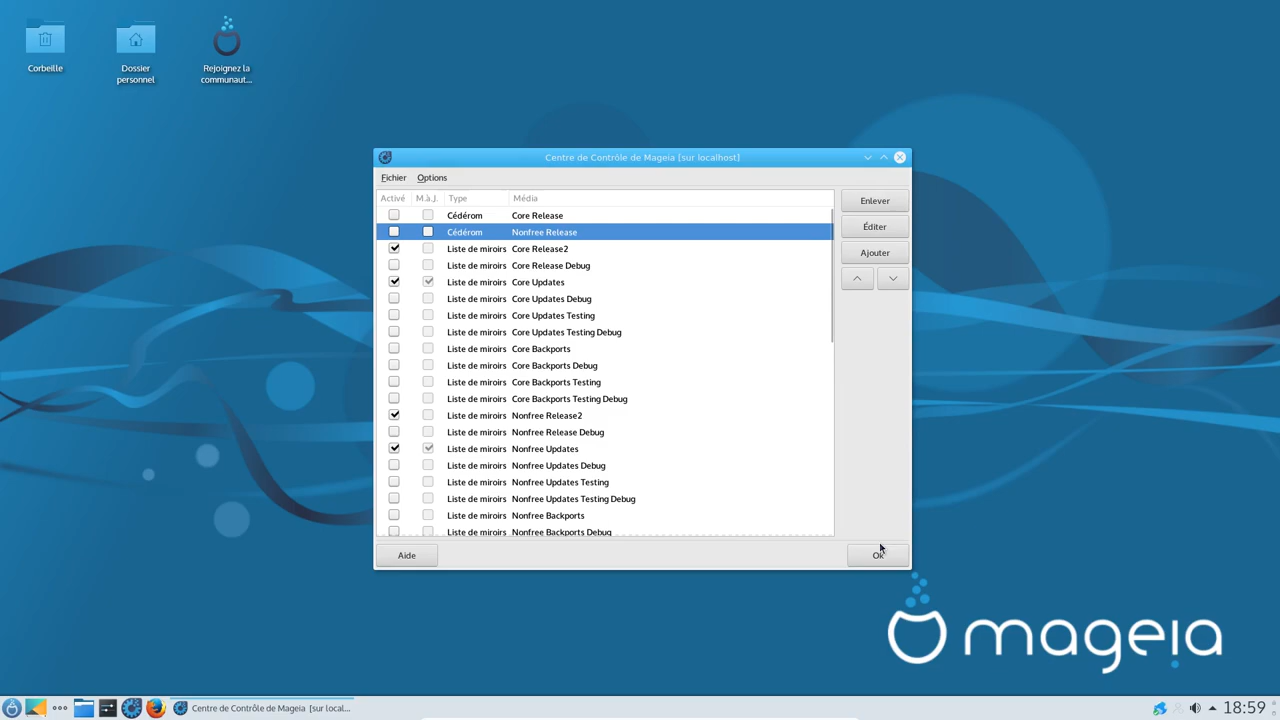 Corbeille
Dossier
personnel
Rejoignez la
communaut...
Centre de Contrôle de Mageia [sur localhost]
Fichier Options
Activé M.à.J. Type Média
Cédérom Core Release
Cédérom Nonfree Release
Liste de miroirs Core Release2
Liste de miroirs Core Release Debug
Liste de miroirs Core Updates
Liste de miroirs Core Updates Debug
Liste de miroirs Core Updates Testing
Liste de miroirs Core Updates Testing Debug
Liste de miroirs Core Backports
Liste de miroirs Core Backports Debug
Liste de miroirs Core Backports Testing
Liste de miroirs Core Backports Testing Debug
Liste de miroirs Nonfree Release2
Liste de miroirs Nonfree Release Debug
Liste de miroirs Nonfree Updates
Liste de miroirs Nonfree Updates Debug
Liste de miroirs Nonfree Updates Testing
Liste de miroirs Nonfree Updates Testing Debug
Liste de miroirs Nonfree Backports
Liste de miroirs Nonfree Backports Debug
Enlever
Éditer
Ajouter
Aide
Ok
mageia
Centre de Contrôle de Mageia [sur local...
18:59